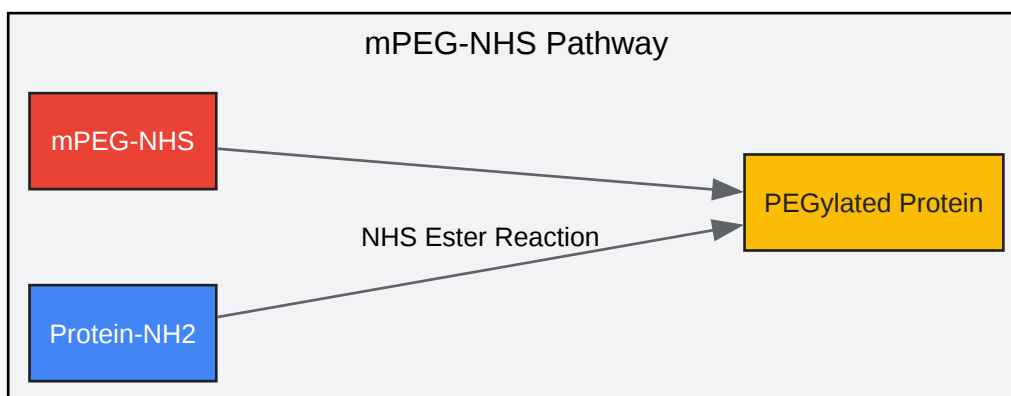 mPEG-NHS Pathway
mPEG-NHS
PEGylated Protein
NHS Ester Reaction
Protein-NH2